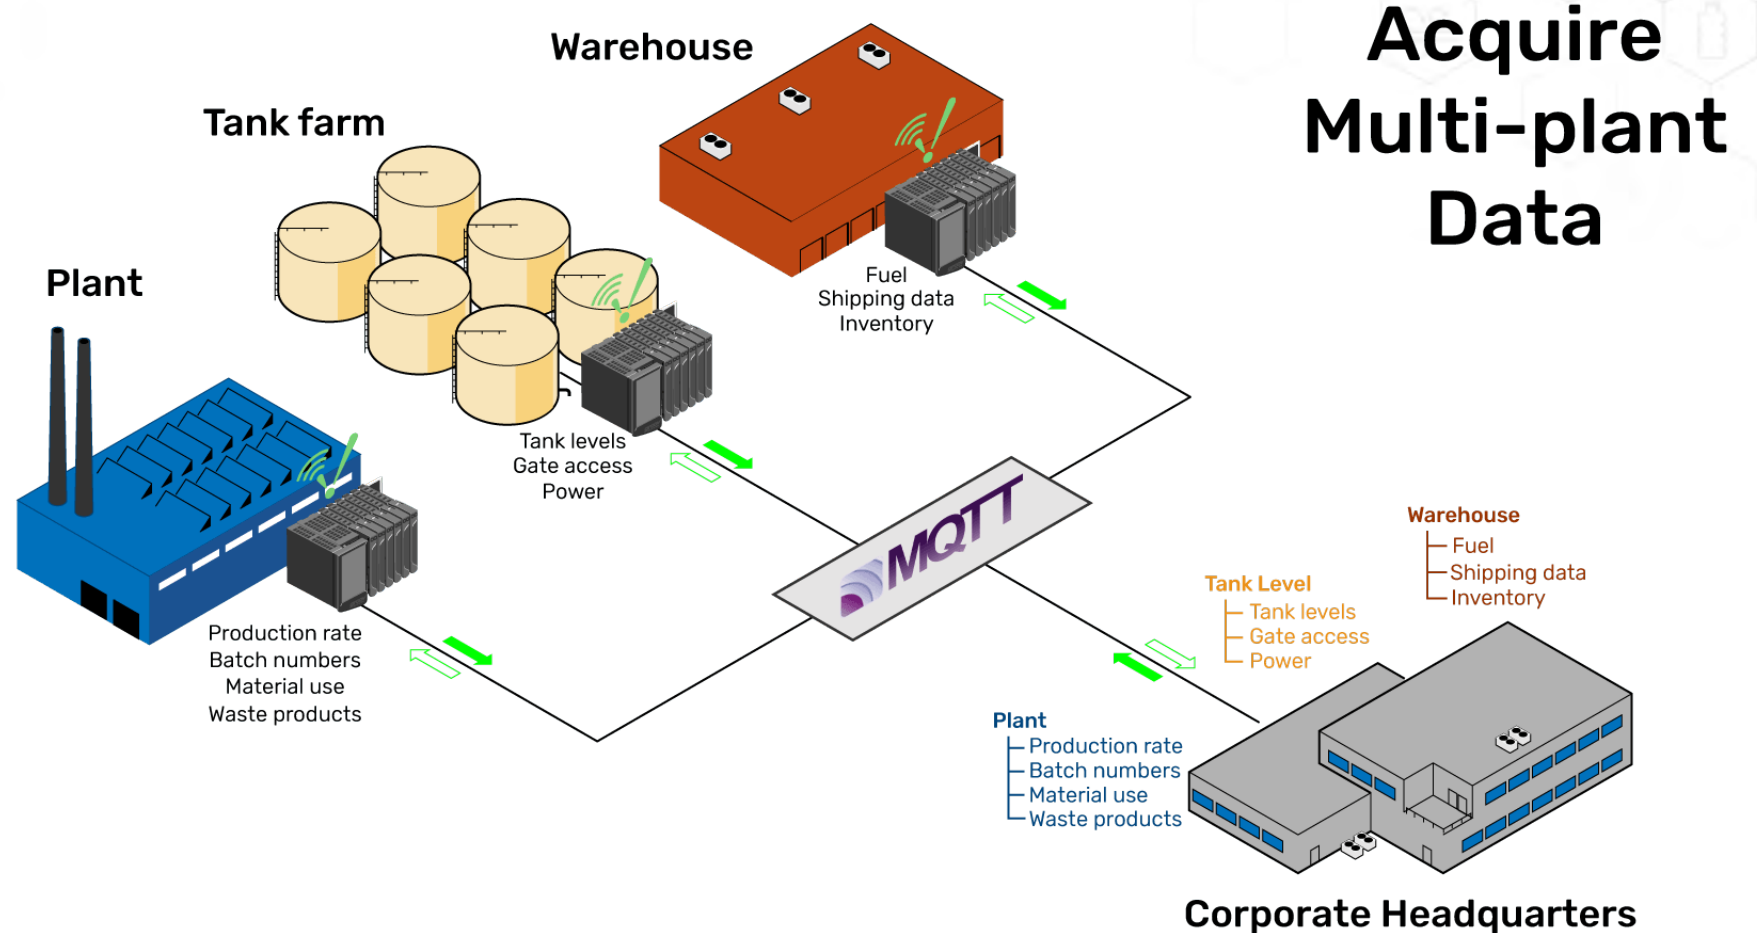 Acquire
Multi-plant
Data
Warehouse
Fuel
Shipping data
Inventory
Tank farm
Tank levels
Gate access
Power
Plant
Production rate
Batch numbers
Material use
Waste products
MQTT
Warehouse
Fuel
Shipping data
Inventory
Tank Level
Tank levels
Gate access
Power
Plant
Production rate
Batch numbers
Material use
Waste products
Corporate Headquarters